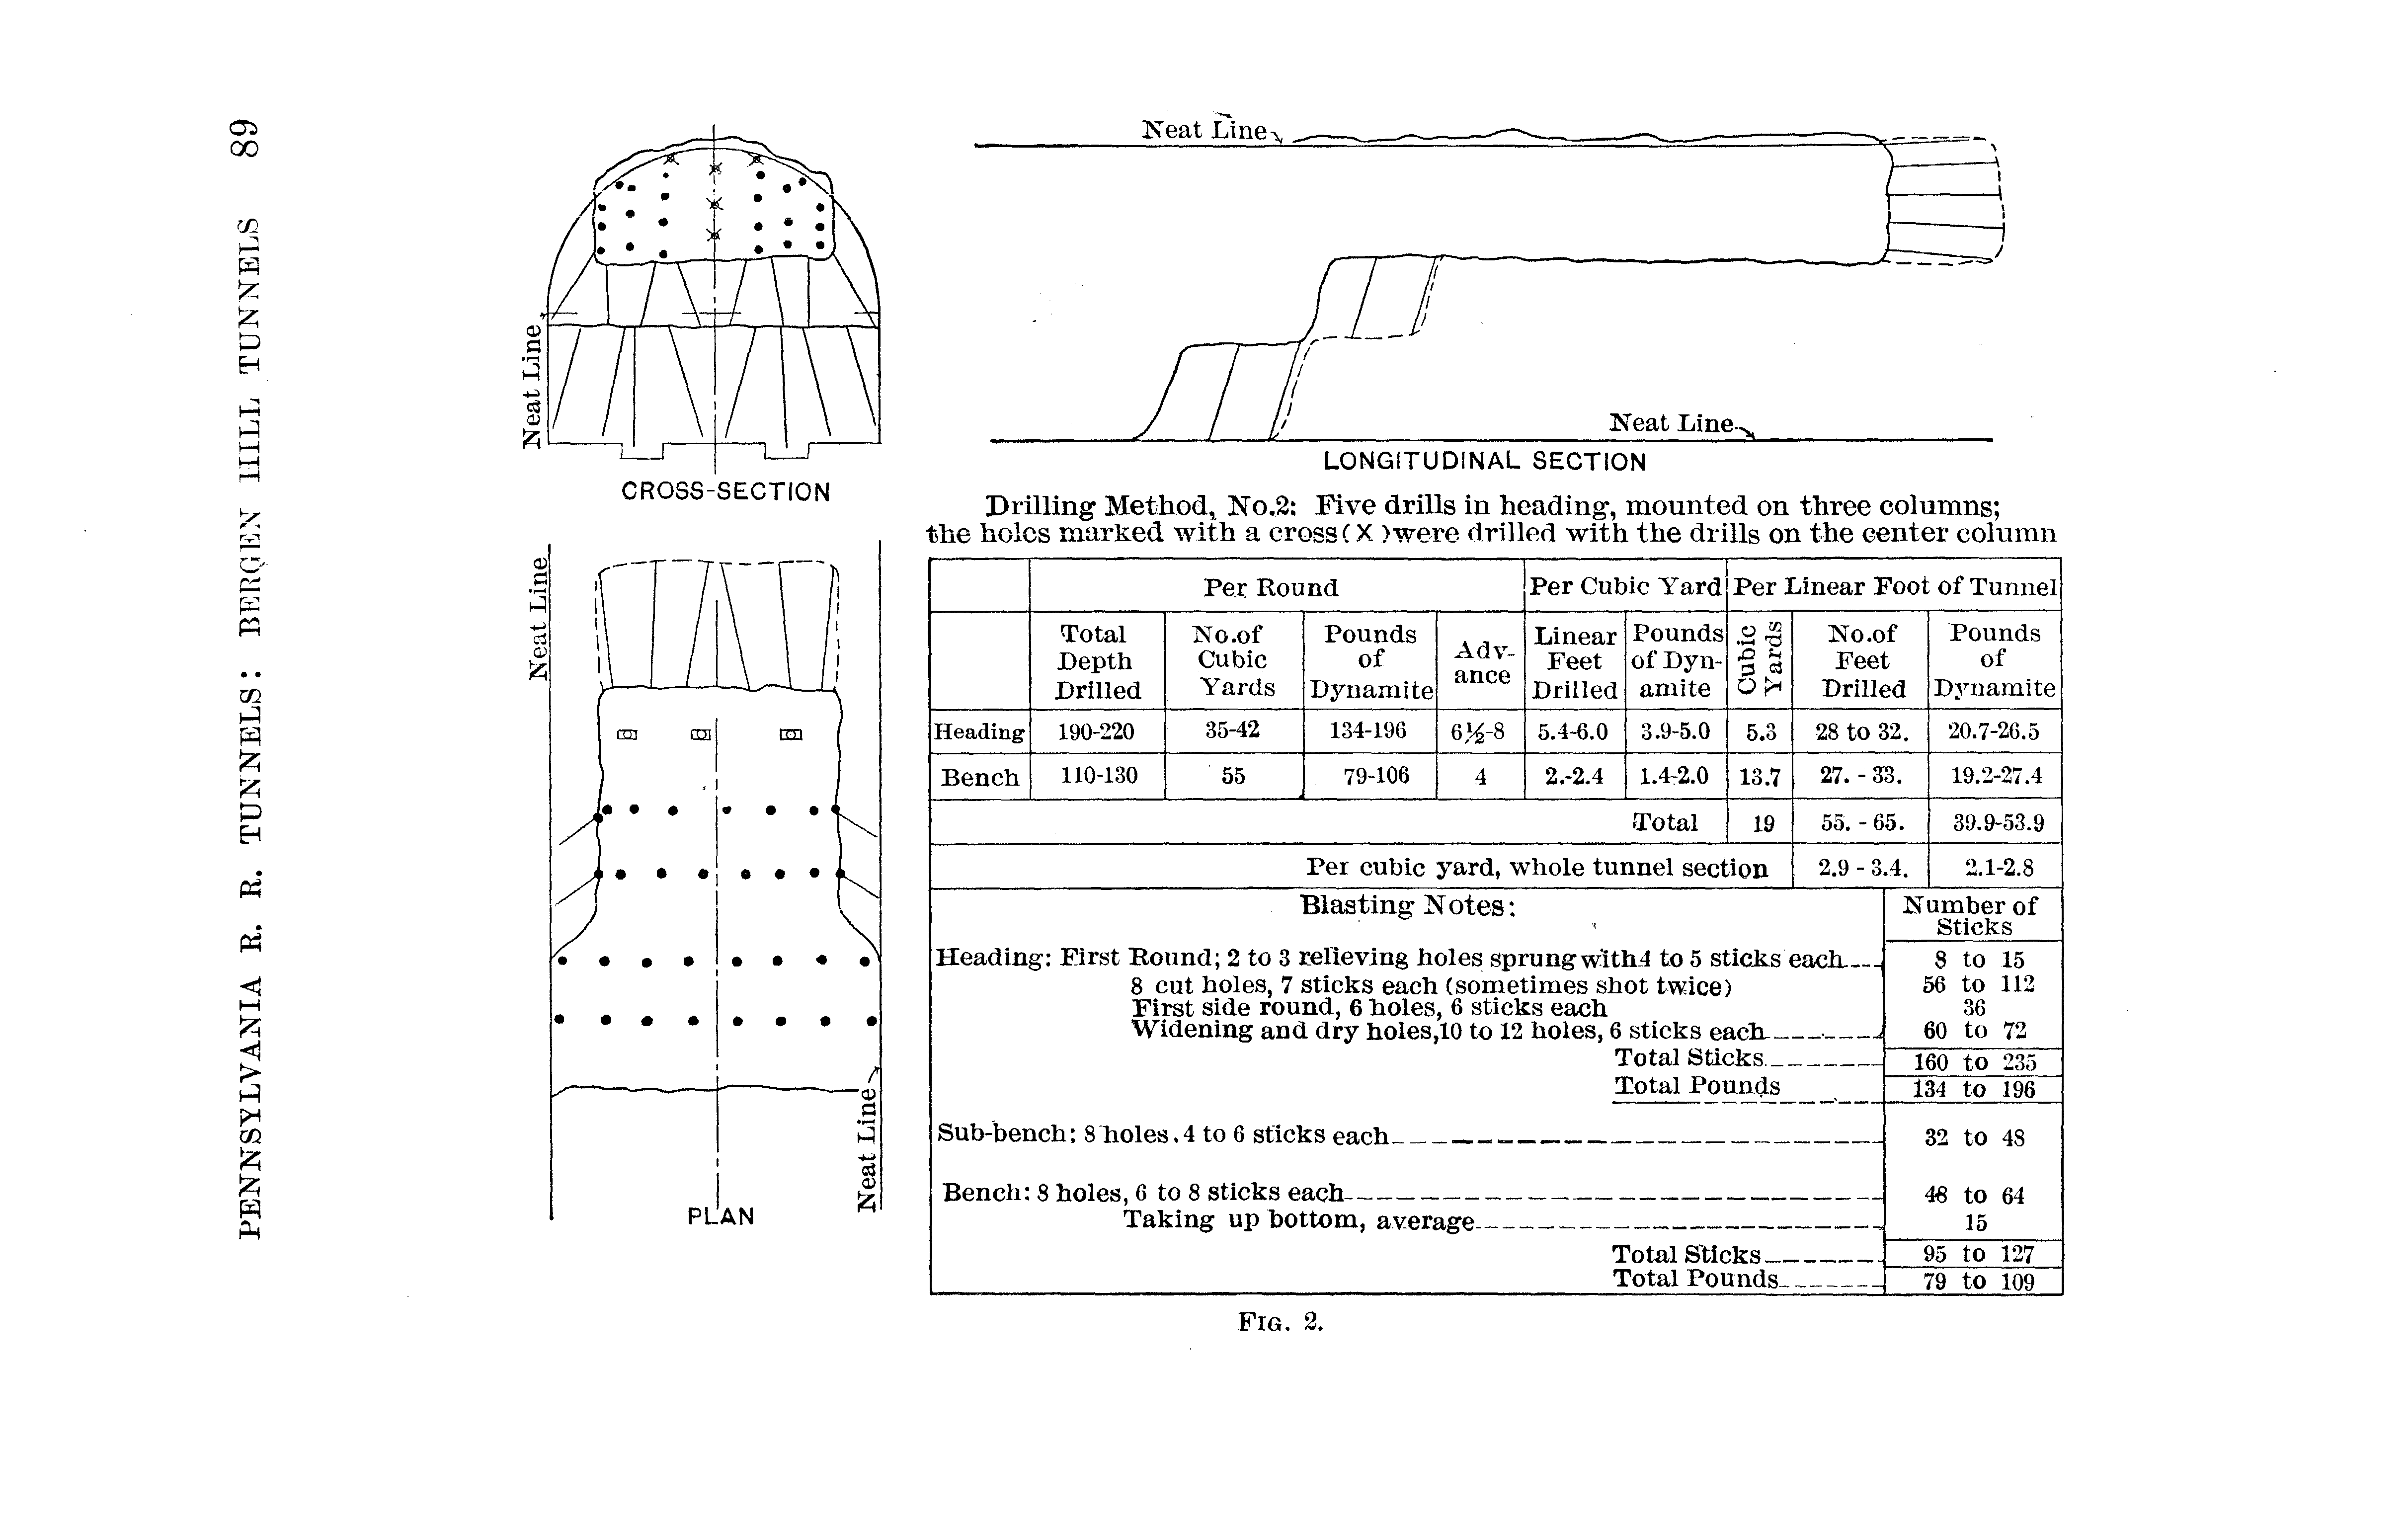 PENNSYLVANIA R. R. TUNNELS: BERGEN HILL TUNNELS 89
Neat Line
CROSS-SECTION
Neat Line
Neat Line
LONGITUDINAL SECTION
Neat Line
Neat Line
PLAN
Drilling Method, No.2: Five drills in heading, mounted on three columns;
the holes marked with a cross (X) were drilled with the drills on the center column
Per Round Per Cubic Yard Per Linear Foot of Tunnel
Total Depth Drilled No. of Cubic Yards Pounds of Dynamite Adv-ance Linear Feet Drilled Pounds of Dyn-amite Cubic Yards No. of Feet Drilled Pounds of Dynamite
Heading 190-220 35-42 134-196 6½-8 5.4-6.0 3.9-5.0 5.3 28 to 32. 20.7-26.5
Bench 110-130 55 79-106 4 2.-2.4 1.4-2.0 13.7 27. - 33. 19.2-27.4
Total 19 55. - 65. 39.9-53.9
Per cubic yard, whole tunnel section 2.9 - 3.4. 2.1-2.8
Blasting Notes: Number of Sticks
Heading: First Round; 2 to 3 relieving holes sprung with 4 to 5 sticks each 8 to 15
8 cut holes, 7 sticks each (sometimes shot twice) 56 to 112
First side round, 6 holes, 6 sticks each 36
Widening and dry holes, 10 to 12 holes, 6 sticks each 60 to 72
Total Sticks 160 to 235
Total Pounds 134 to 196
Sub-bench: 8 holes. 4 to 6 sticks each 32 to 48
Bench: 8 holes, 6 to 8 sticks each 48 to 64
Taking up bottom, average 15
Total Sticks 95 to 127
Total Pounds 79 to 109
FIG. 2.